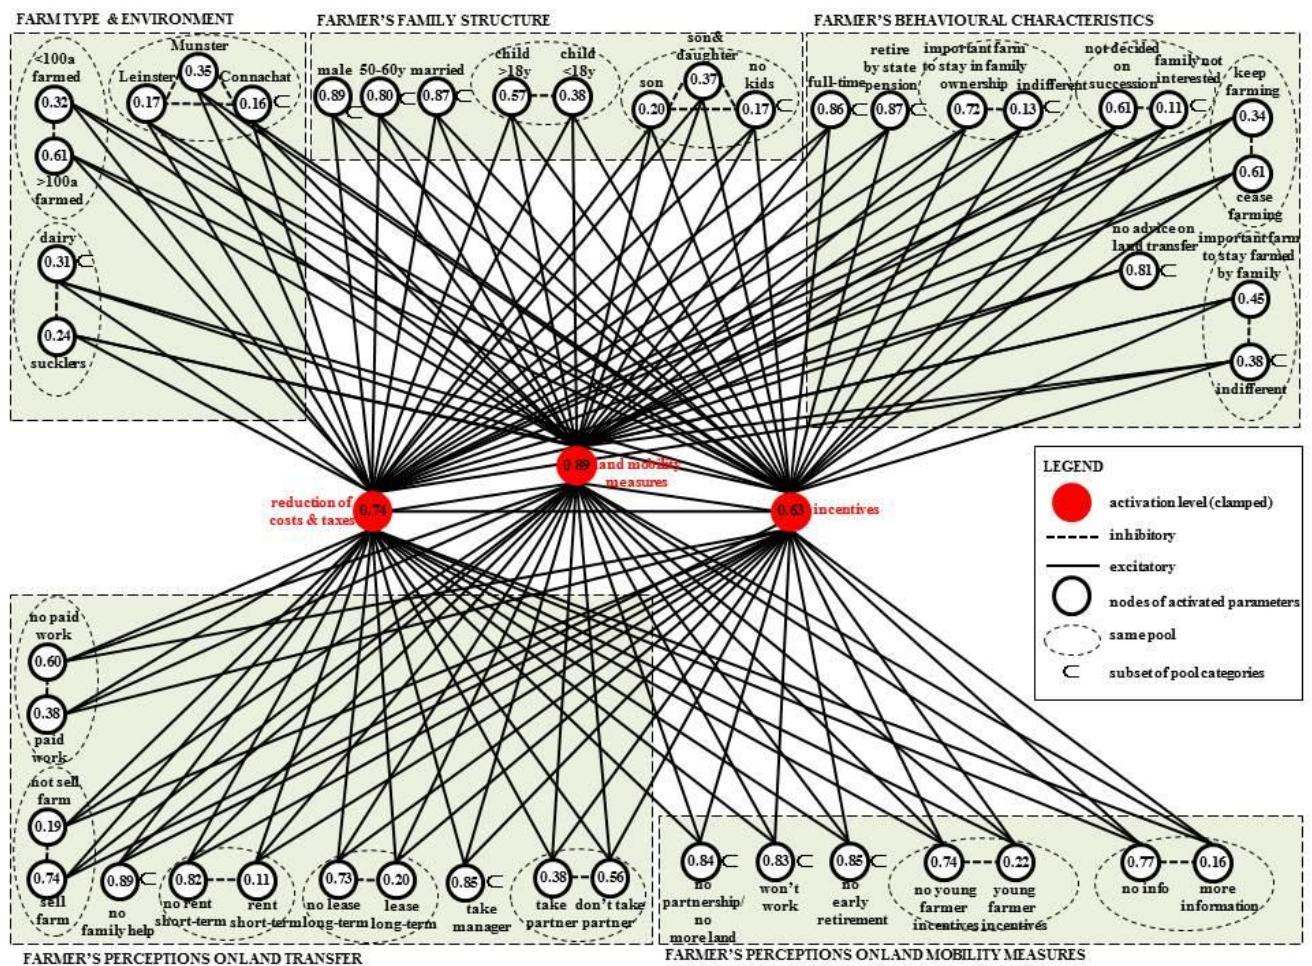 FARM TYPE & ENVIRONMENT
FARMER'S FAMILY STRUCTURE
FARMER'S BEHAVIOURAL CHARACTERISTICS
<100a
farmed
0.32
0.61
>100a
farmed
Munster
0.35
Leinster
0.17
Connachat
0.16
dairy
0.31
0.24
sucklers
male
0.89
50-60y
0.80
married
0.87
child
>18y
0.57
child
<18y
0.38
son
0.20
son &
daughter
0.37
no
kids
0.17
full-time
0.86
retire
by state
pension
0.87
important farm
to stay in family
ownership
0.72
indifferent
0.13
not decided
on
succession
0.61
family not
interested
0.11
keep
farming
0.34
0.61
cease
farming
no advice on
land transfer
0.81
important farm
to stay farmed
by family
0.45
0.38
indifferent
0.89
and mobility
measures
reduction of
costs & taxes
0.74
0.63
incentives
LEGEND
activation level (clamped)
inhibitory
excitatory
nodes of activated parameters
same pool
subset of pool categories
no paid
work
0.60
0.38
paid
work
not sell
farm
0.19
0.74
sell
farm
0.89
no
family help
0.82
no rent
short-term
0.11
rent
short-term
0.73
no lease
long-term
0.20
lease
long-term
0.85
take
manager
0.38
take
partner
0.56
don't take
partner
0.84
no
partnership/
no
more land
0.83
won't
work
0.85
no
early
retirement
0.74
no young
farmer
incentives
0.22
young
farmer
incentives
0.77
no info
0.16
more
information
FARMER'S PERCEPTIONS ON LAND TRANSFER
FARMER'S PERCEPTIONS ON LAND MOBILITY MEASURES